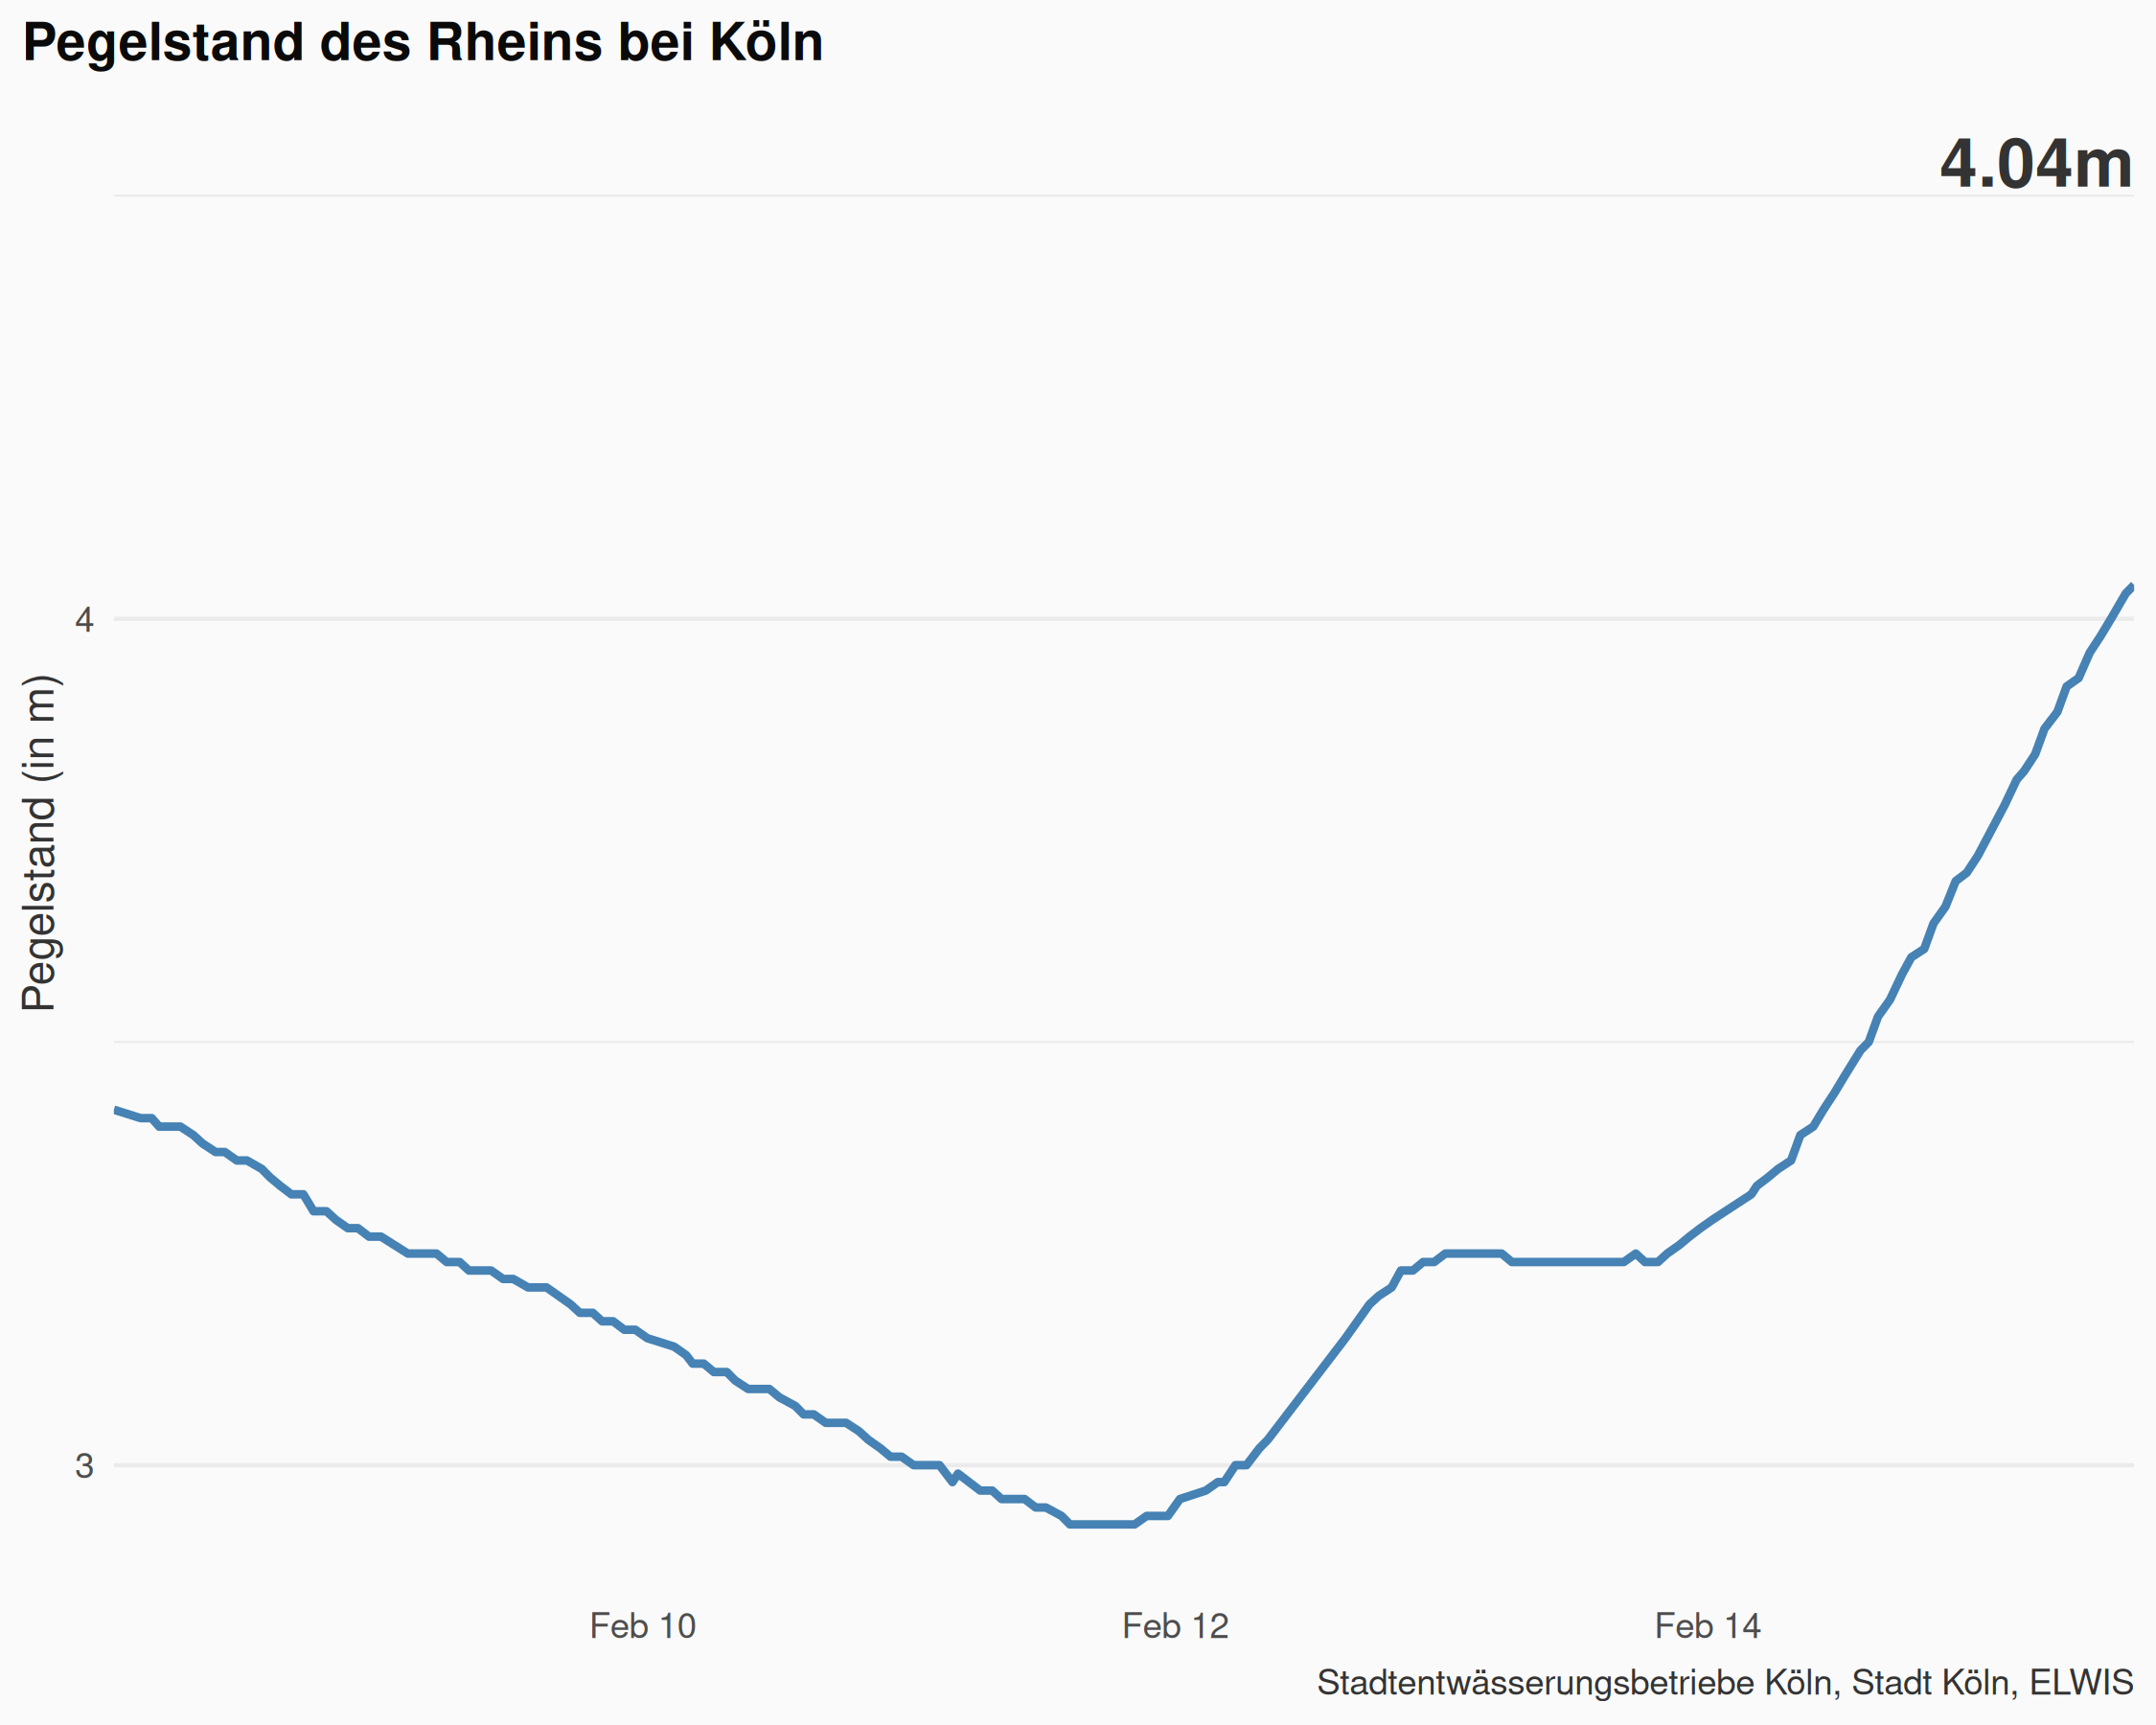 Pegelstand des Rheins bei Köln
4.04m
4
Pegelstand (in m)
3
Feb 10
Feb 12
Feb 14
Stadtentwässerungsbetriebe Köln, Stadt Köln, ELWIS